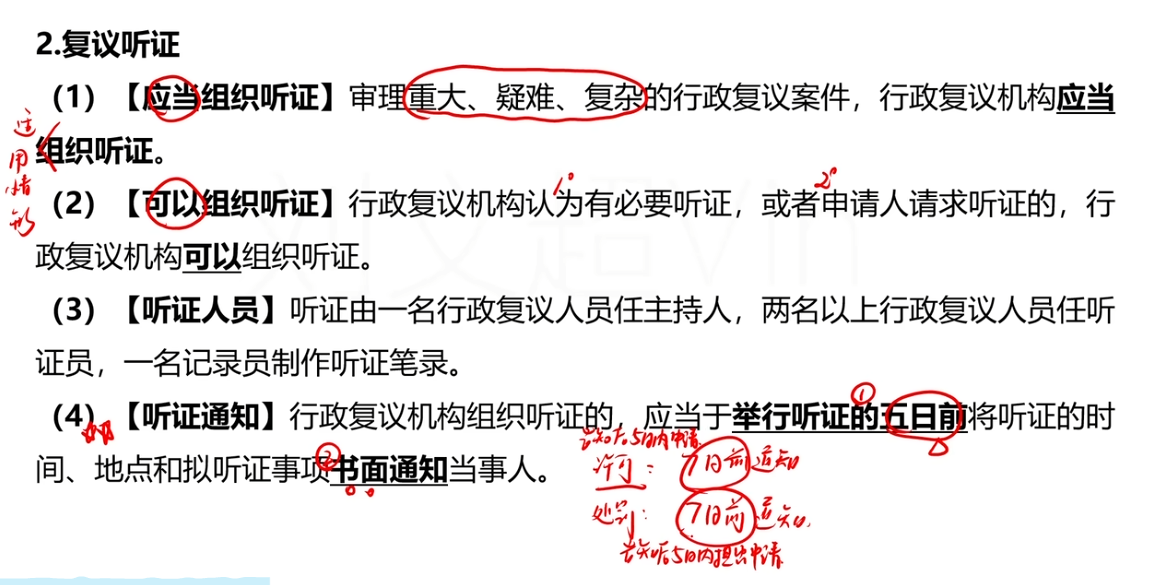 2.复议听证
（1）【应当组织听证】审理重大、疑难、复杂的行政复议案件，行政复议机构应当
组织听证。
适用情形
1°
2°
（2）【可以组织听证】行政复议机构认为有必要听证，或者申请人请求听证的，行
政复议机构可以组织听证。
（3）【听证人员】听证由一名行政复议人员任主持人，两名以上行政复议人员任听
证员，一名记录员制作听证笔录。
①
（4）【听证通知】行政复议机构组织听证的，应当于举行听证的五日前将听证的时
间、地点和拟听证事项书面通知当事人。
②
告知后5日内申请
许可：7日前通知
处罚：7日前通知
告知后5日内提出申请